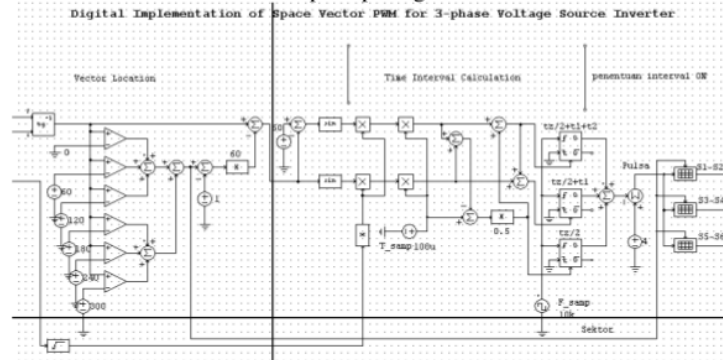 Digital Implementation of Space Vector PWM for 3-phase Voltage Source Inverter
Vector Location
Time Interval Calculation
penentuan interval ON
tg
-1
0
60
120
180
240
300
1
60
60
sin
sin
T_samp
100u
0.5
tz/2+t1+t2
tz/2+t1
tz/2
F_samp
10k
Pulsa
4
S1-S2
S3-S4
S5-S6
Sektor